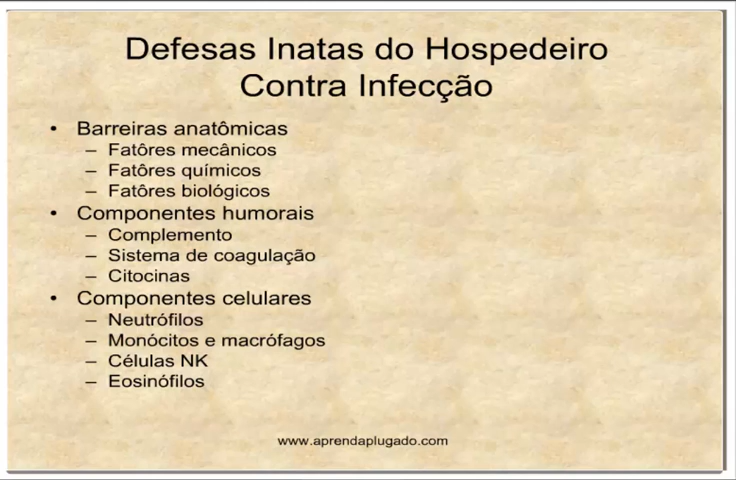 Defesas Inatas do Hospedeiro
Contra Infecção
• Barreiras anatômicas
– Fatôres mecânicos
– Fatôres químicos
– Fatôres biológicos
• Componentes humorais
– Complemento
– Sistema de coagulação
– Citocinas
• Componentes celulares
– Neutrófilos
– Monócitos e macrófagos
– Células NK
– Eosinófilos
www.aprendaplugado.com